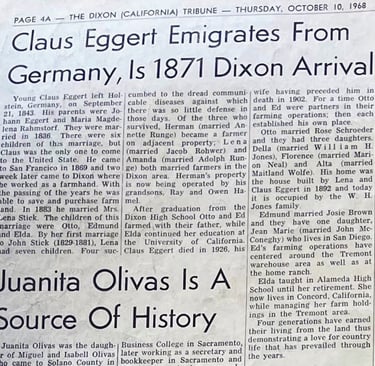 PAGE 4A — THE DIXON (CALIFORNIA) TRIBUNE — THURSDAY, OCTOBER 10, 1968
Claus Eggert Emigrates From
Germany, Is 1871 Dixon Arrival
Young Claus Eggert left Hol-
stein, Germany, on September
21, 1843. His parents were Jo-
hann Eggert and Maria Magde-
lena Rahmstorf. They were mar-
ried in 1836. There were six
children of this marriage, but
Claus was the only one to come
to the United State. He came
to San Francisco in 1869 and two
week later came to Dixon where
he worked as a farmhand. With
the passing of the years he was
able to save and purchase farm
land. In 1883 he married Mrs.
Lena Stick. The children of this
marriage were Otto, Edmund
and Elda. By her first marriage
to John Stick (1829-1881), Lena
had seven children. Four suc-
cumbed to the dread communi-
cable diseases against which
there was so little defense in
those days. Of the three who
survived, Herman (married An-
nette Runge) became a farmer
on adjacent property; Lena
(married Jacob Rohwer) and
Amanda (married Adolph Run-
ge) both married farmers in the
Dixon area. Herman's property
is now being operated by his
grandsons, Ray and Owen Ha-
mel.
After graduation from the
Dixon High School Otto and Ed
farmed with their father, while
Elda continued her education at
the University of California.
Claus Eggert died in 1926, his
wife having preceeded him in
death in 1902. For a time Otto
and Ed were partners in their
farming operations; then each
established his own place.
Otto married Rose Schroeder
and they had three daughters.
Della (married William H.
Jones), Florence (married Mari-
on Neal) and Alta (married
Maitland Wolfe). His home was
the house built by Lena and
Claus Eggert in 1892 and today
it is occupied by the W. H.
Jones family.
Edmund married Josie Brown
and they have one daughter,
Jean Marie (married John Mc-
Coneghy) who lives in San Diego.
Ed's farming operations have
centered around the Tremont
warehouse area as well as at
the home ranch.
Elda taught in Alameda High
School until her retirement. She
now lives in Concord, California,
while managing her farm hold-
ings in the Tremont area.
Four generations have earned
their living from the land thus
demonstrating a love for country
life that has prevailed through
the years.
Juanita Olivas Is A
Source Of History
Juanita Olivas was the daugh-
er of Miguel and Isabell Olivas
who came to Solano County in
Business College in Sacramento,
later working as a secretary and
bookkeeper in Sacramento and